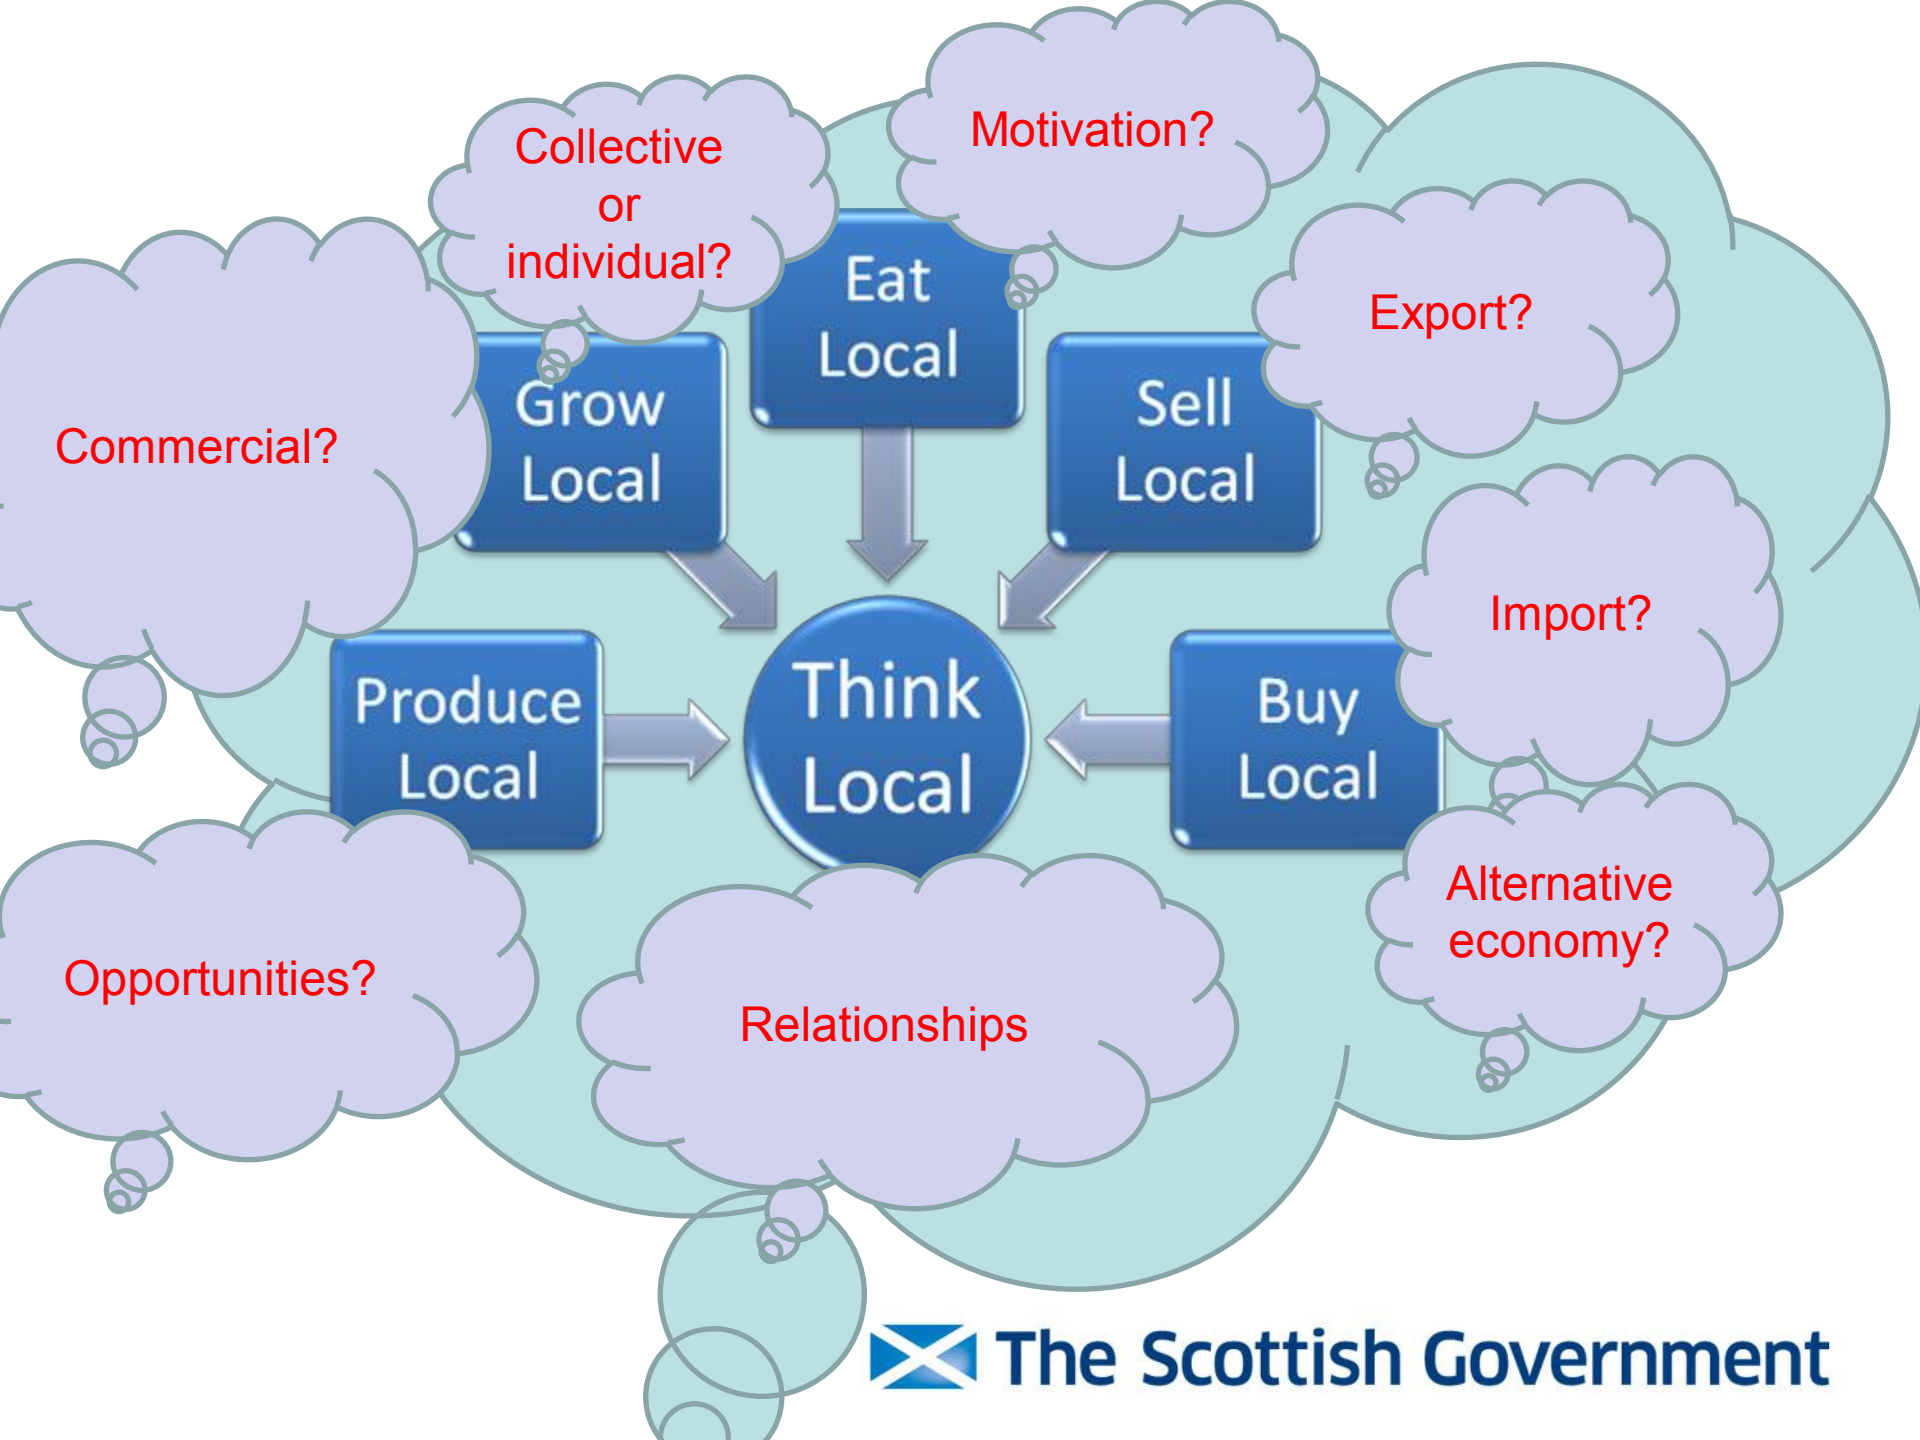 Motivation?
Collective
or
individual?
Eat
Local
Export?
Grow
Local
Sell
Local
Commercial?
Import?
Produce
Local
Think
Local
Buy
Local
Alternative
economy?
Opportunities?
Relationships
The Scottish Government